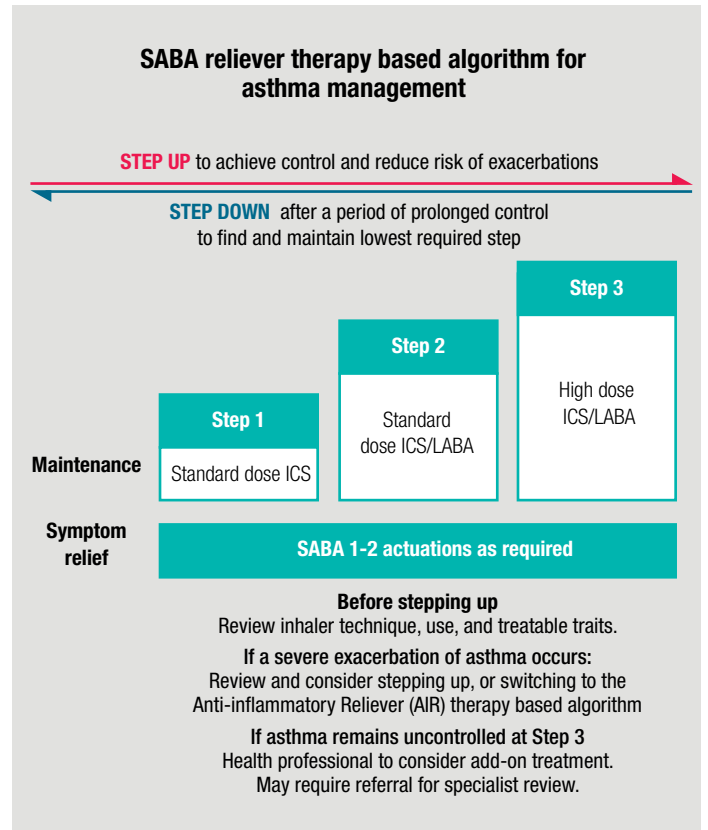 SABA reliever therapy based algorithm for
asthma management
STEP UP to achieve control and reduce risk of exacerbations
STEP DOWN after a period of prolonged control
to find and maintain lowest required step
Step 3
High dose
ICS/LABA
Step 2
Standard
dose ICS/LABA
Step 1
Standard dose ICS
Maintenance
Symptom
relief
SABA 1-2 actuations as required
Before stepping up
Review inhaler technique, use, and treatable traits.
If a severe exacerbation of asthma occurs:
Review and consider stepping up, or switching to the
Anti-inflammatory Reliever (AIR) therapy based algorithm
If asthma remains uncontrolled at Step 3
Health professional to consider add-on treatment.
May require referral for specialist review.